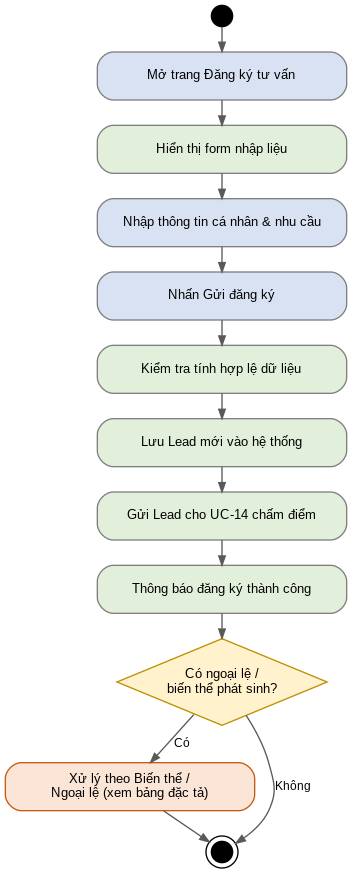 Mở trang Đăng ký tư vấn
Hiển thị form nhập liệu
Nhập thông tin cá nhân & nhu cầu
Nhấn Gửi đăng ký
Kiểm tra tính hợp lệ dữ liệu
Lưu Lead mới vào hệ thống
Gửi Lead cho UC-14 chấm điểm
Thông báo đăng ký thành công
Có ngoại lệ /
biến thể phát sinh?
Có
Xử lý theo Biến thể /
Ngoại lệ (xem bảng đặc tả)
Không